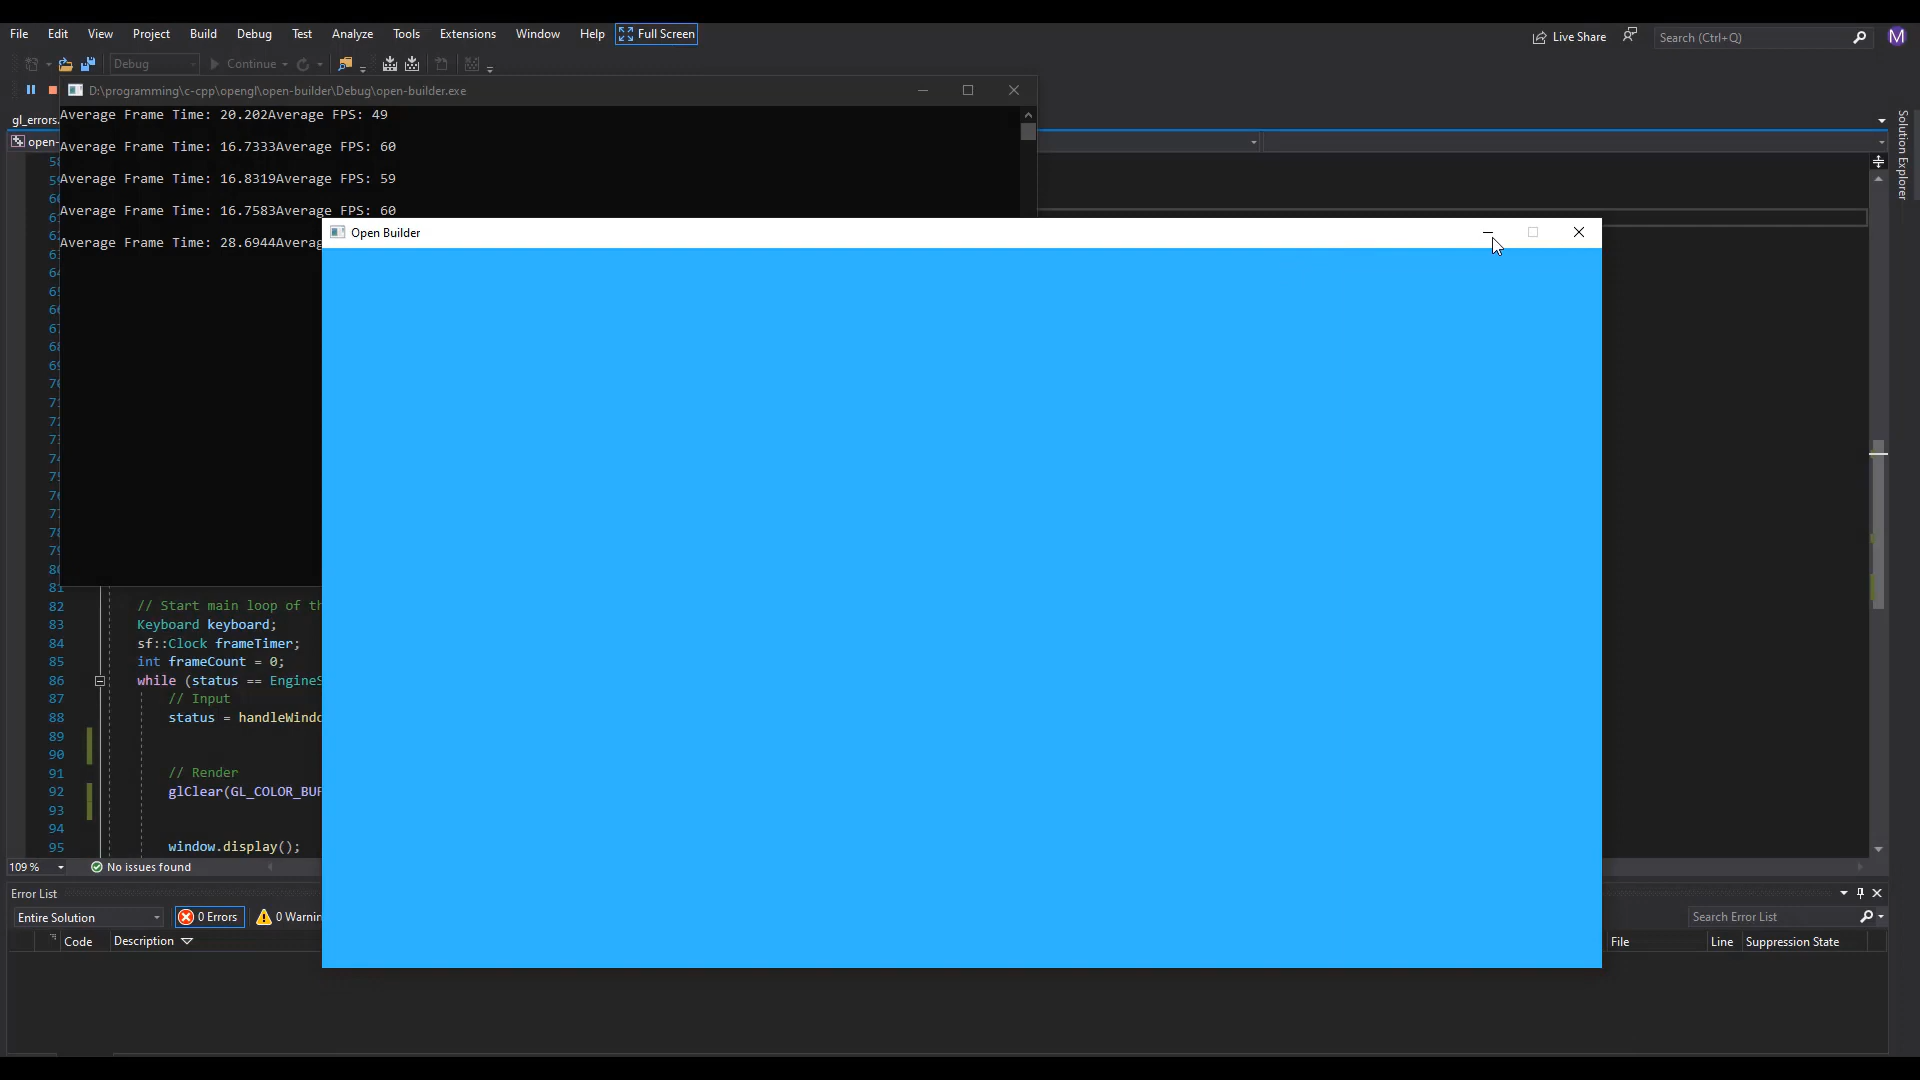 File Edit View Project Build Debug Test Analyze Tools Extensions Window Help Full Screen
Live Share
Search (Ctrl+Q)
M
Debug
Continue
D:\programming\c-cpp\opengl\open-builder\Debug\open-builder.exe
Average Frame Time: 20.202Average FPS: 49
Average Frame Time: 16.7333Average FPS: 60
Average Frame Time: 16.8319Average FPS: 59
Average Frame Time: 16.7583Average FPS: 60
Average Frame Time: 28.6944Averag
gl_errors.
open-
Solution Explorer
Open Builder
81
82 // Start main loop of th
83 Keyboard keyboard;
84 sf::Clock frameTimer;
85 int frameCount = 0;
86 while (status == EngineS
87 // Input
88 status = handleWindo
89
90
91 // Render
92 glClear(GL_COLOR_BUF
93
94
95 window.display();
109 %
No issues found
Error List
Entire Solution
0 Errors
0 Warnin
Search Error List
Code Description File Line Suppression State